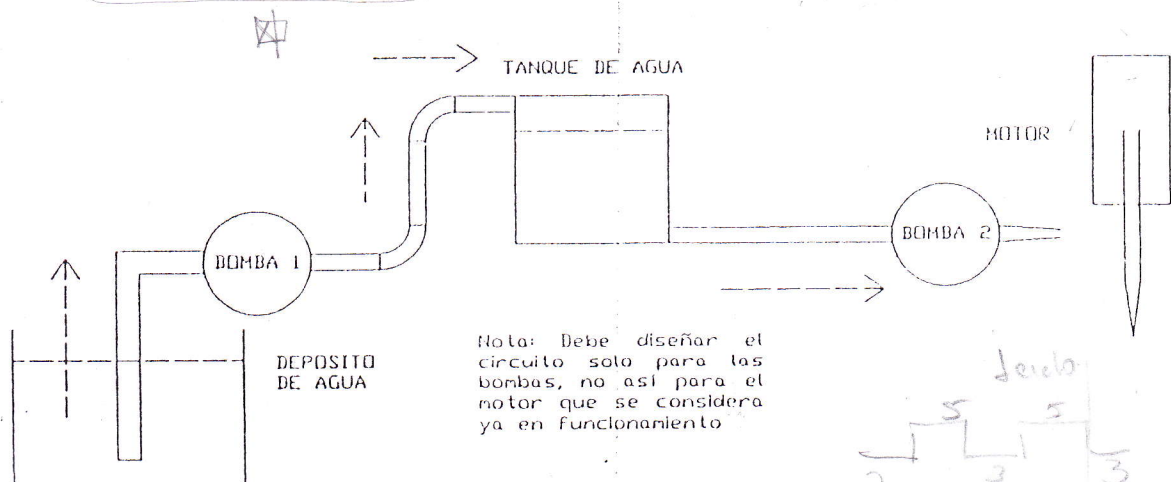 TANQUE DE AGUA
MOTOR
BOMBA 1
BOMBA 2
DEPOSITO
DE AGUA
Nota: Debe diseñar el
circuito solo para las
bombas, no así para el
motor que se considera
ya en funcionamiento
5 5
3 3